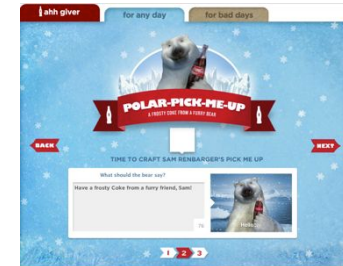 ahh giver
for any day
for bad days
POLAR-PICK-ME-UP
A FROSTY COKE FROM A FURRY BEAR
BACK
NEXT
TIME TO CRAFT SAM RENBARGER'S PICK ME UP
What should the bear say?
Have a frosty Coke from a furry friend, Sam!
76
Hello
1 2 3